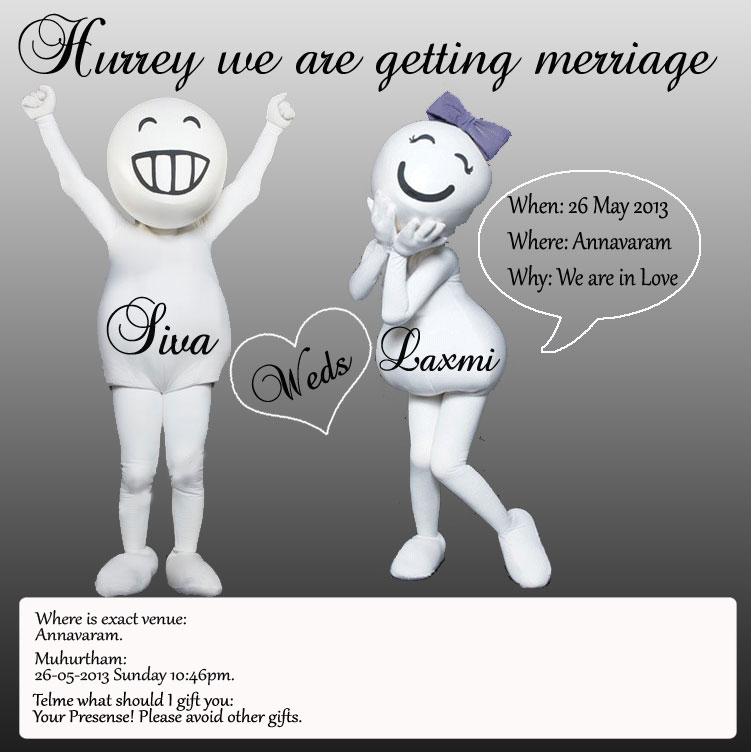 Hurrey we are getting merriage
When: 26 May 2013
Where: Annavaram
Why: We are in Love
Siva
Weds
Laxmi
Where is exact venue:
Annavaram.
Muhurtham:
26-05-2013 Sunday 10:46pm.
Telme what should I gift you:
Your Presense! Please avoid other gifts.